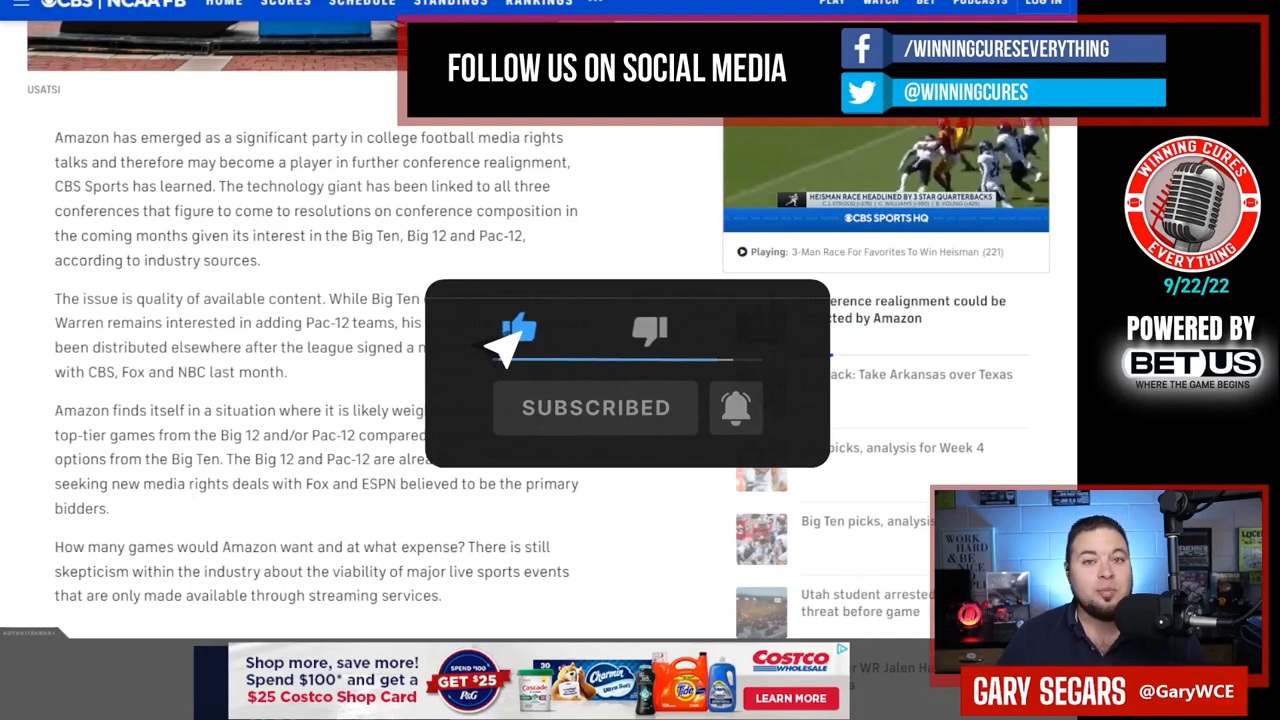 CBS | NCAA FB HOME SCORES SCHEDULE STANDINGS RANKINGS ... PLAY WATCH BET PODCASTS LOG IN
FOLLOW US ON SOCIAL MEDIA
/WINNINGCURESEVERYTHING
@WINNINGCURES
USATSI
Amazon has emerged as a significant party in college football media rights
talks and therefore may become a player in further conference realignment,
CBS Sports has learned. The technology giant has been linked to all three
conferences that figure to come to resolutions on conference composition in
the coming months given its interest in the Big Ten, Big 12 and Pac-12,
according to industry sources.
The issue is quality of available content. While Big Ten
Warren remains interested in adding Pac-12 teams, his
been distributed elsewhere after the league signed a
with CBS, Fox and NBC last month.
Amazon finds itself in a situation where it is likely
top-tier games from the Big 12 and/or Pac-12 compared
options from the Big Ten. The Big 12 and Pac-12 are
seeking new media rights deals with Fox and ESPN believed to be the primary
bidders.
How many games would Amazon want and at what expense? There is still
skepticism within the industry about the viability of major live sports events
that are only made available through streaming services.
HEISMAN RACE HEADLINED BY 3 STAR QUARTERBACKS
CBS SPORTS HQ
Playing: 3-Man Race For Favorites To Win Heisman (221)
erence realignment could be
cted by Amazon
ack: Take Arkansas over Texas
picks, analysis for Week 4
Big Ten picks, analysis
Utah student arrested
threat before game
WR Jalen
SUBSCRIBED
WINNING CURES
EVERYTHING
9/22/22
POWERED BY
BETUS
WHERE THE GAME BEGINS
WORK
HARD
& BE
GARY SEGARS @GaryWCE
Shop more, save more!
Spend $100* and get a
$25 Costco Shop Card
SPEND $100
GET $25
P&G
Cascade
Charmin
Tide
COSTCO
WHOLESALE
LEARN MORE